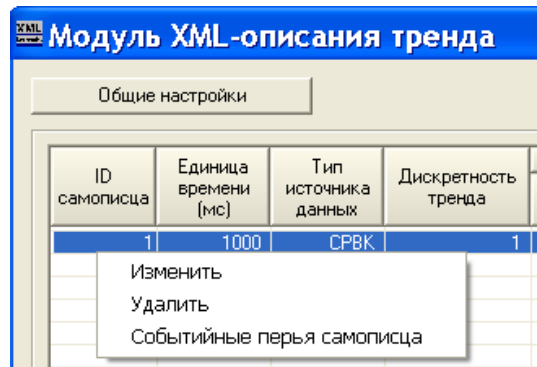 XML
Модуль XML-описания тренда
Общие настройки
ID самописца
Единица времени (мс)
Тип источника данных
Дискретность тренда
1 1000 СРВК 1
Изменить
Удалить
Событийные перья самописца